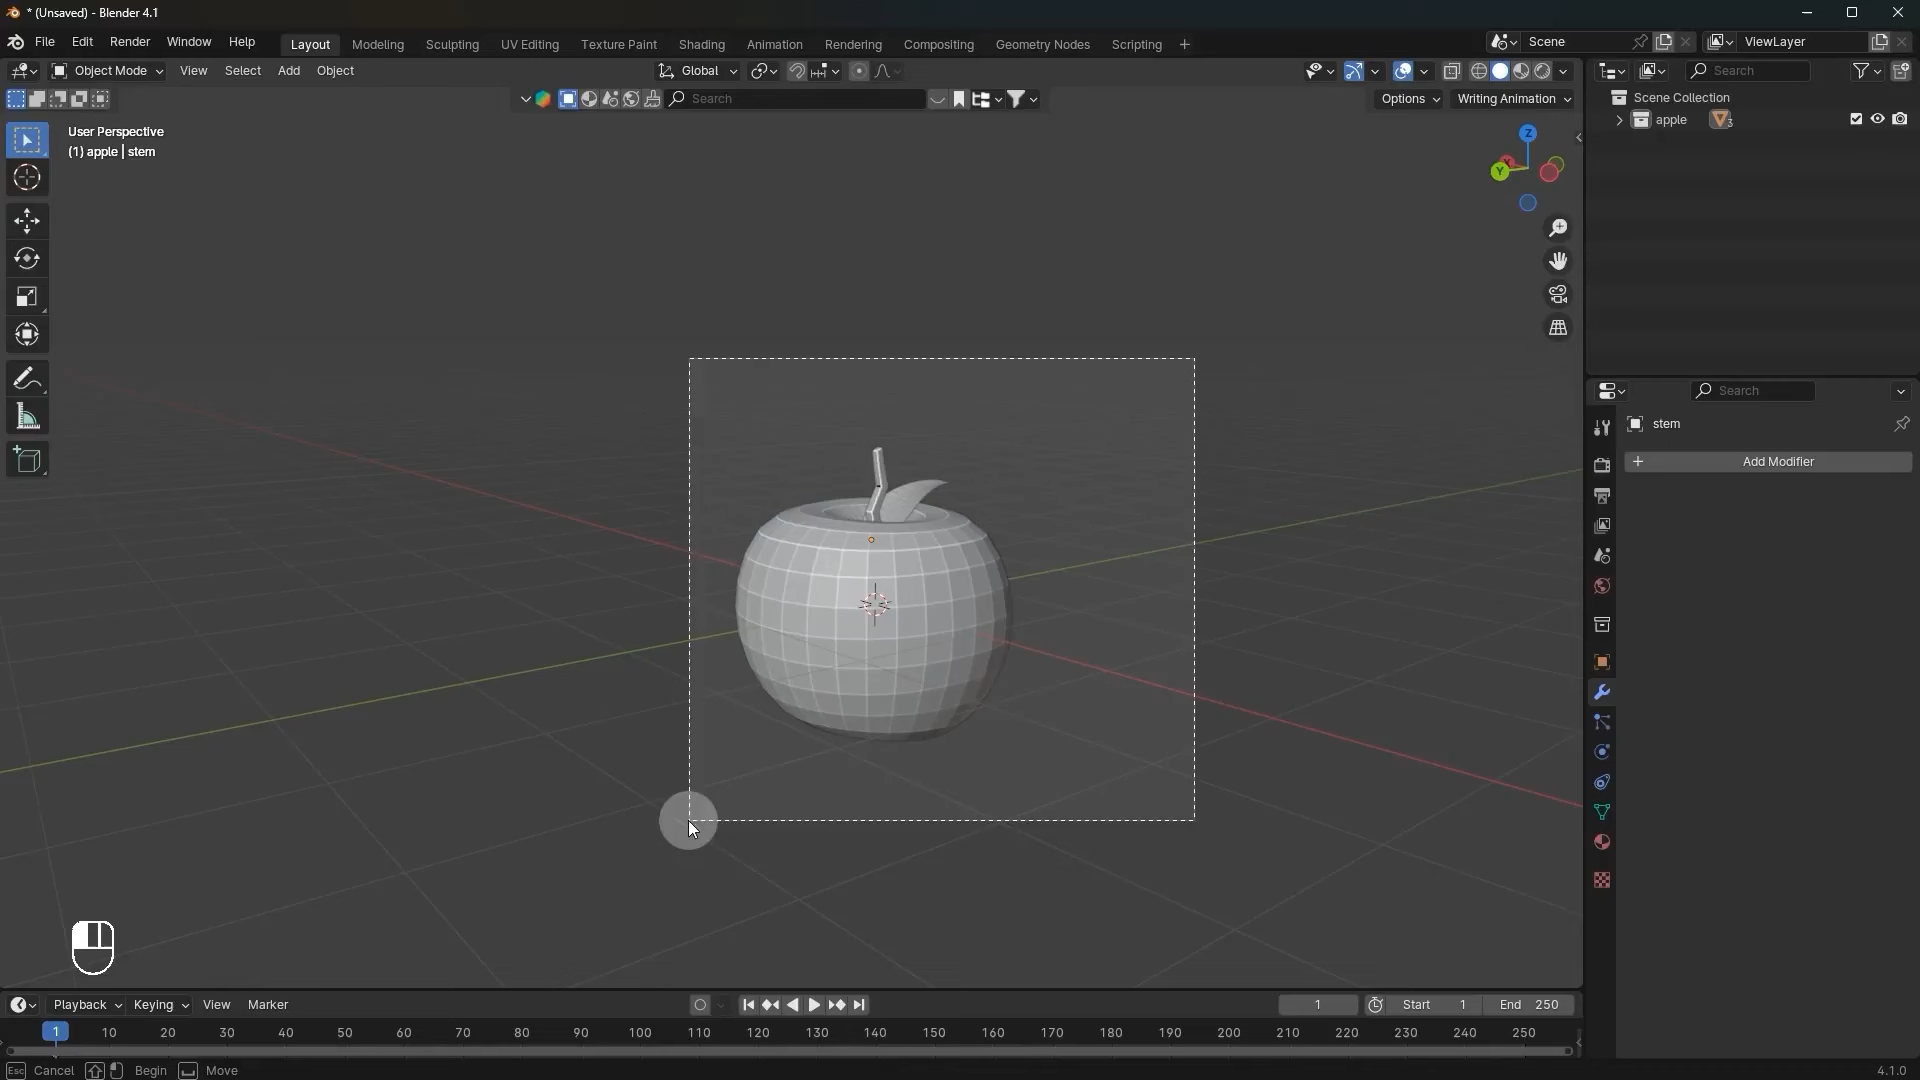 * (Unsaved) - Blender 4.1
File Edit Render Window Help Layout Modeling Sculpting UV Editing Texture Paint Shading Animation Rendering Compositing Geometry Nodes Scripting + Scene ViewLayer
Object Mode View Select Add Object Global Search
Search Options Writing Animation
Scene Collection
apple 3
User Perspective
(1) apple | stem
Z
Y
X
Search
stem
+ Add Modifier
Playback Keying View Marker 1 Start 1 End 250
1 10 20 30 40 50 60 70 80 90 100 110 120 130 140 150 160 170 180 190 200 210 220 230 240 250
Esc Cancel Begin Move 4.1.0